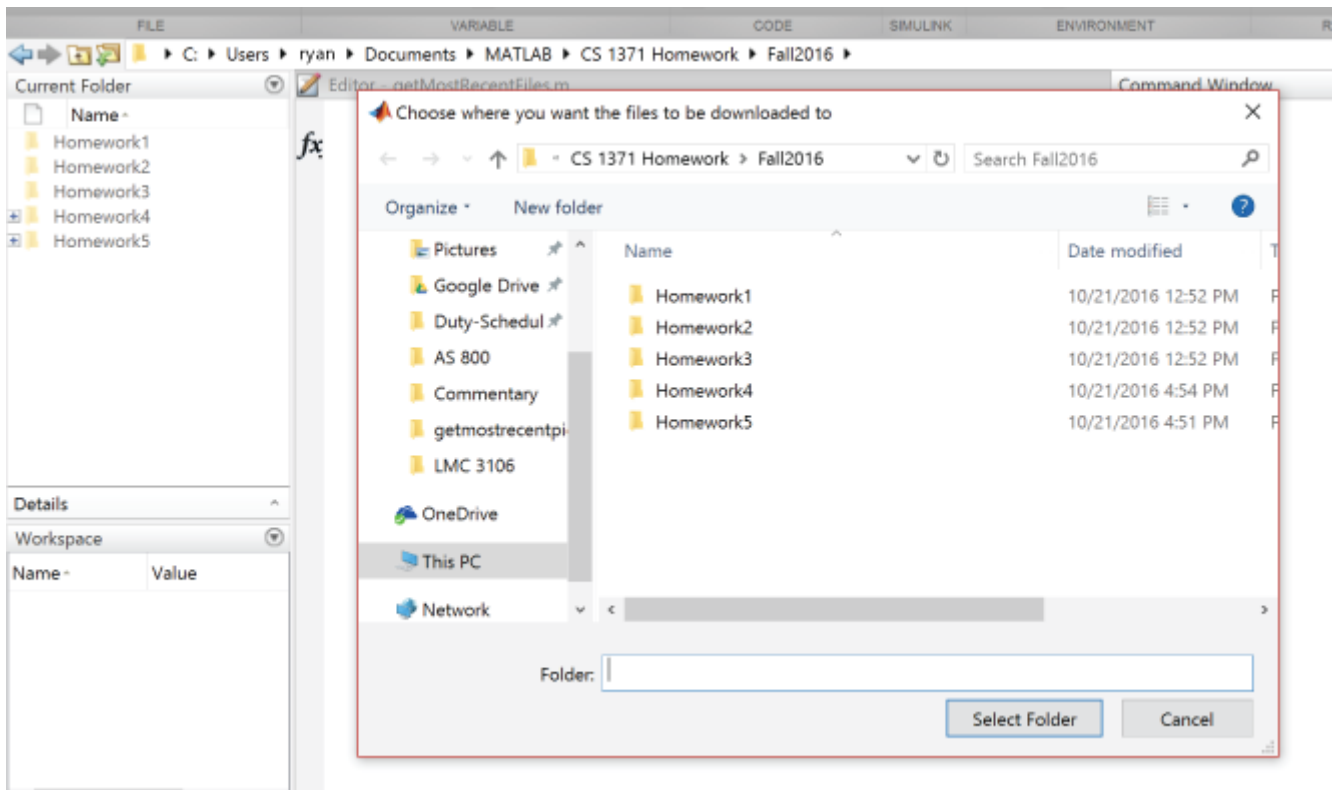 FILE VARIABLE CODE SIMULINK ENVIRONMENT R
C: Users ryan Documents MATLAB CS 1371 Homework Fall2016
Current Folder
Name
Homework1
Homework2
Homework3
Homework4
Homework5
Details
Workspace
Name Value
Editor - getMostRecentFiles.m
Command Window
fx
Choose where you want the files to be downloaded to
CS 1371 Homework > Fall2016
Search Fall2016
Organize New folder
Pictures
Google Drive
Duty-Schedul
AS 800
Commentary
getmostrecentpi
LMC 3106
OneDrive
This PC
Network
Name Date modified T
Homework1 10/21/2016 12:52 PM F
Homework2 10/21/2016 12:52 PM F
Homework3 10/21/2016 12:52 PM F
Homework4 10/21/2016 4:54 PM F
Homework5 10/21/2016 4:51 PM F
Folder:
Select Folder Cancel